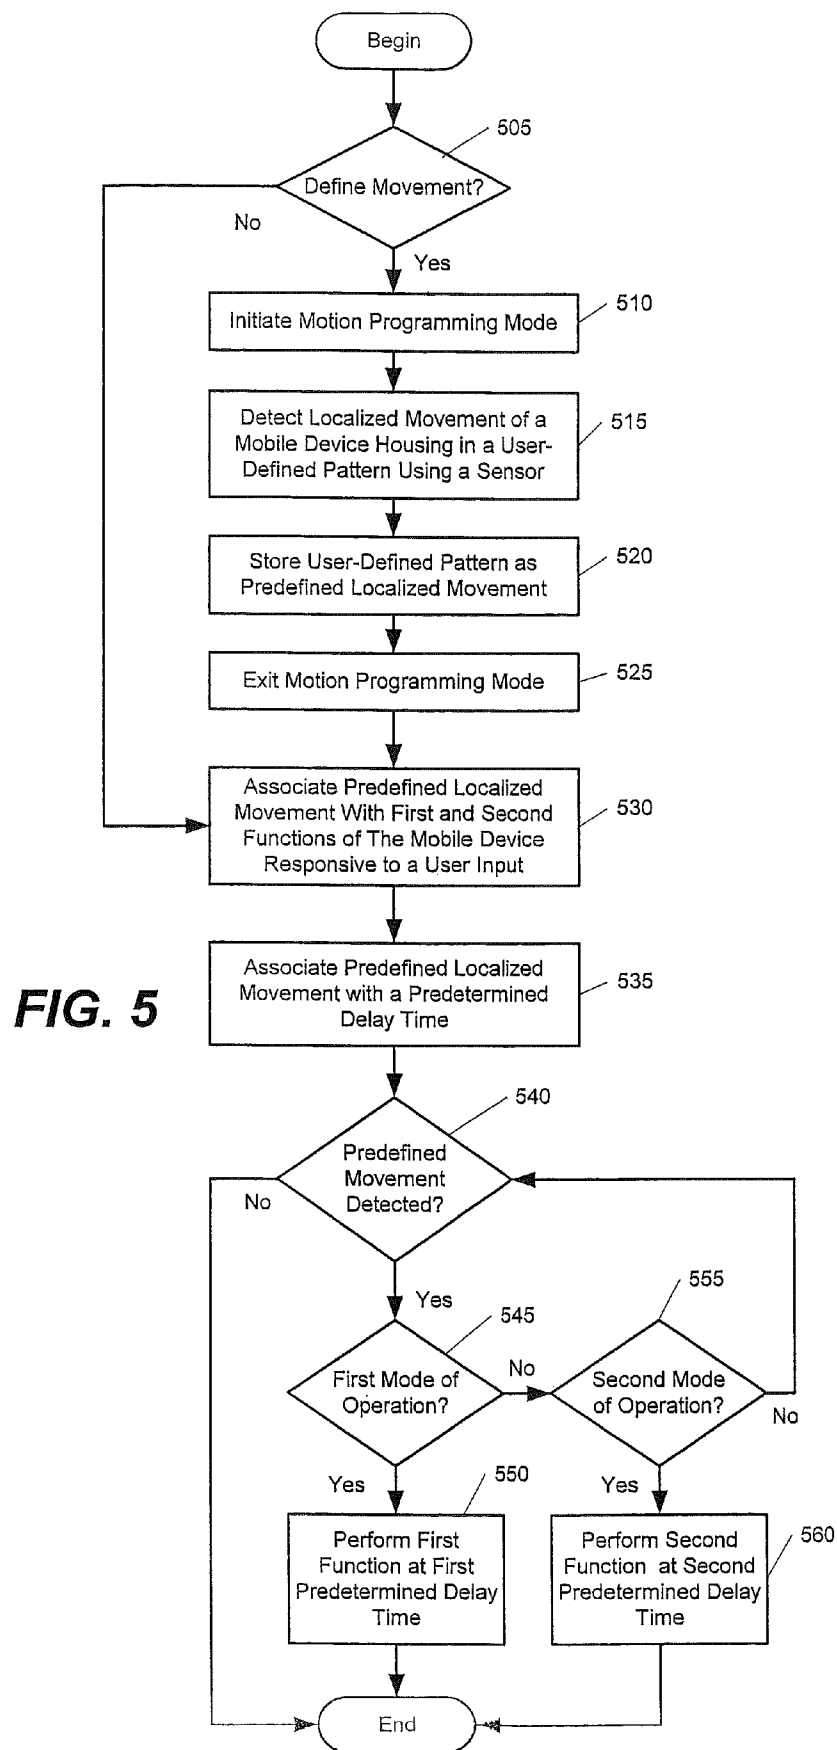 Begin
505
Define Movement?
No
Yes
510
Initiate Motion Programming Mode
515
Detect Localized Movement of a
Mobile Device Housing in a User-
Defined Pattern Using a Sensor
520
Store User-Defined Pattern as
Predefined Localized Movement
525
Exit Motion Programming Mode
530
Associate Predefined Localized
Movement With First and Second
Functions of The Mobile Device
Responsive to a User Input
FIG. 5
535
Associate Predefined Localized
Movement with a Predetermined
Delay Time
540
Predefined
Movement
Detected?
No
Yes
545
First Mode of
Operation?
No
555
Second Mode
of Operation?
No
Yes
550
Perform First
Function at First
Predetermined Delay
Time
Yes
560
Perform Second
Function at Second
Predetermined Delay
Time
End